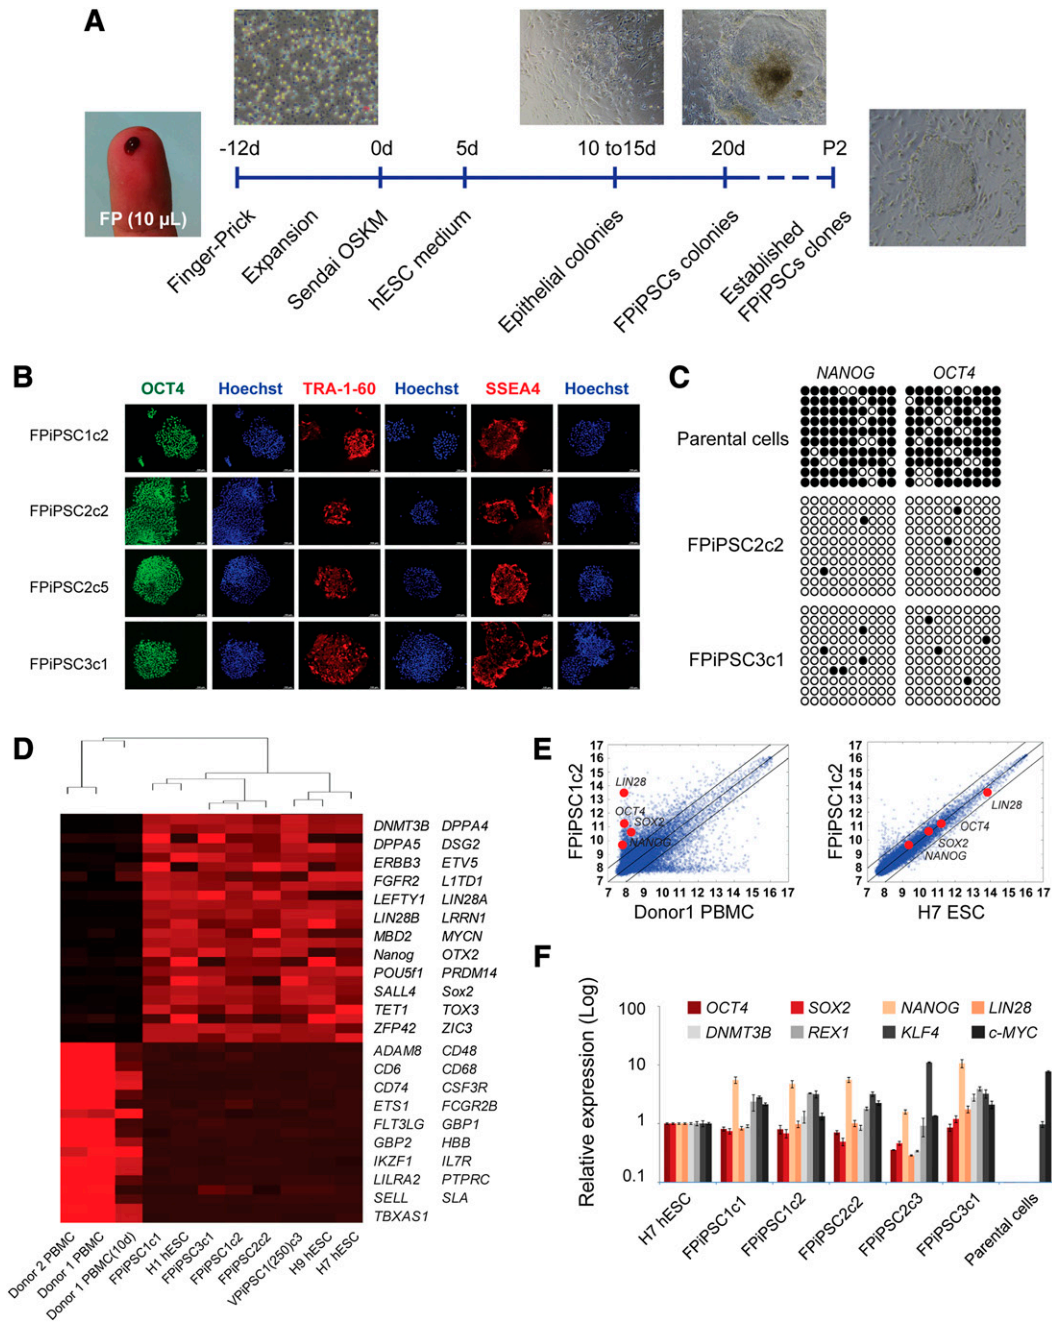 A
-12d 0d 5d 10 to15d 20d P2
FP (10 µL)
Finger-Prick
Expansion
Sendai OSKM
hESC medium
Epithelial colonies
FPiPSCs colonies
Established
FPiPSCs clones
B
OCT4 Hoechst TRA-1-60 Hoechst SSEA4 Hoechst
FPiPSC1c2
FPiPSC2c2
FPiPSC2c5
FPiPSC3c1
C
NANOG OCT4
Parental cells
FPiPSC2c2
FPiPSC3c1
D
DNMT3B DPPA4
DPPA5 DSG2
ERBB3 ETV5
FGFR2 L1TD1
LEFTY1 LIN28A
LIN28B LRRN1
MBD2 MYCN
Nanog OTX2
POU5f1 PRDM14
SALL4 Sox2
TET1 TOX3
ZFP42 ZIC3
ADAM8 CD48
CD6 CD68
CD74 CSF3R
ETS1 FCGR2B
FLT3LG GBP1
GBP2 HBB
IKZF1 IL7R
LILRA2 PTPRC
SELL SLA
TBXAS1
Donor 2 PBMC
Donor 1 PBMC
Donor 1 PBMC(10d)
FPiPSC1c1
H1 hESC
FPiPSC3c1
FPiPSC1c2
FPiPSC2c2
VPiPSC1(250)c3
H9 hESC
H7 hESC
E
FPiPSC1c2
17
16
15
14
13
12
11
10
9
8
7
LIN28
OCT4
SOX2
NANOG
7 8 9 10 11 12 13 14 15 16 17
Donor1 PBMC
FPiPSC1c2
17
16
15
14
13
12
11
10
9
8
7
LIN28
OCT4
SOX2
NANOG
7 8 9 10 11 12 13 14 15 16 17
H7 ESC
F
Relative expression (Log)
100
10
1
0.1
OCT4 SOX2 NANOG LIN28
DNMT3B REX1 KLF4 c-MYC
H7 hESC
FPiPSC1c1
FPiPSC1c2
FPiPSC2c2
FPiPSC2c3
FPiPSC3c1
Parental cells